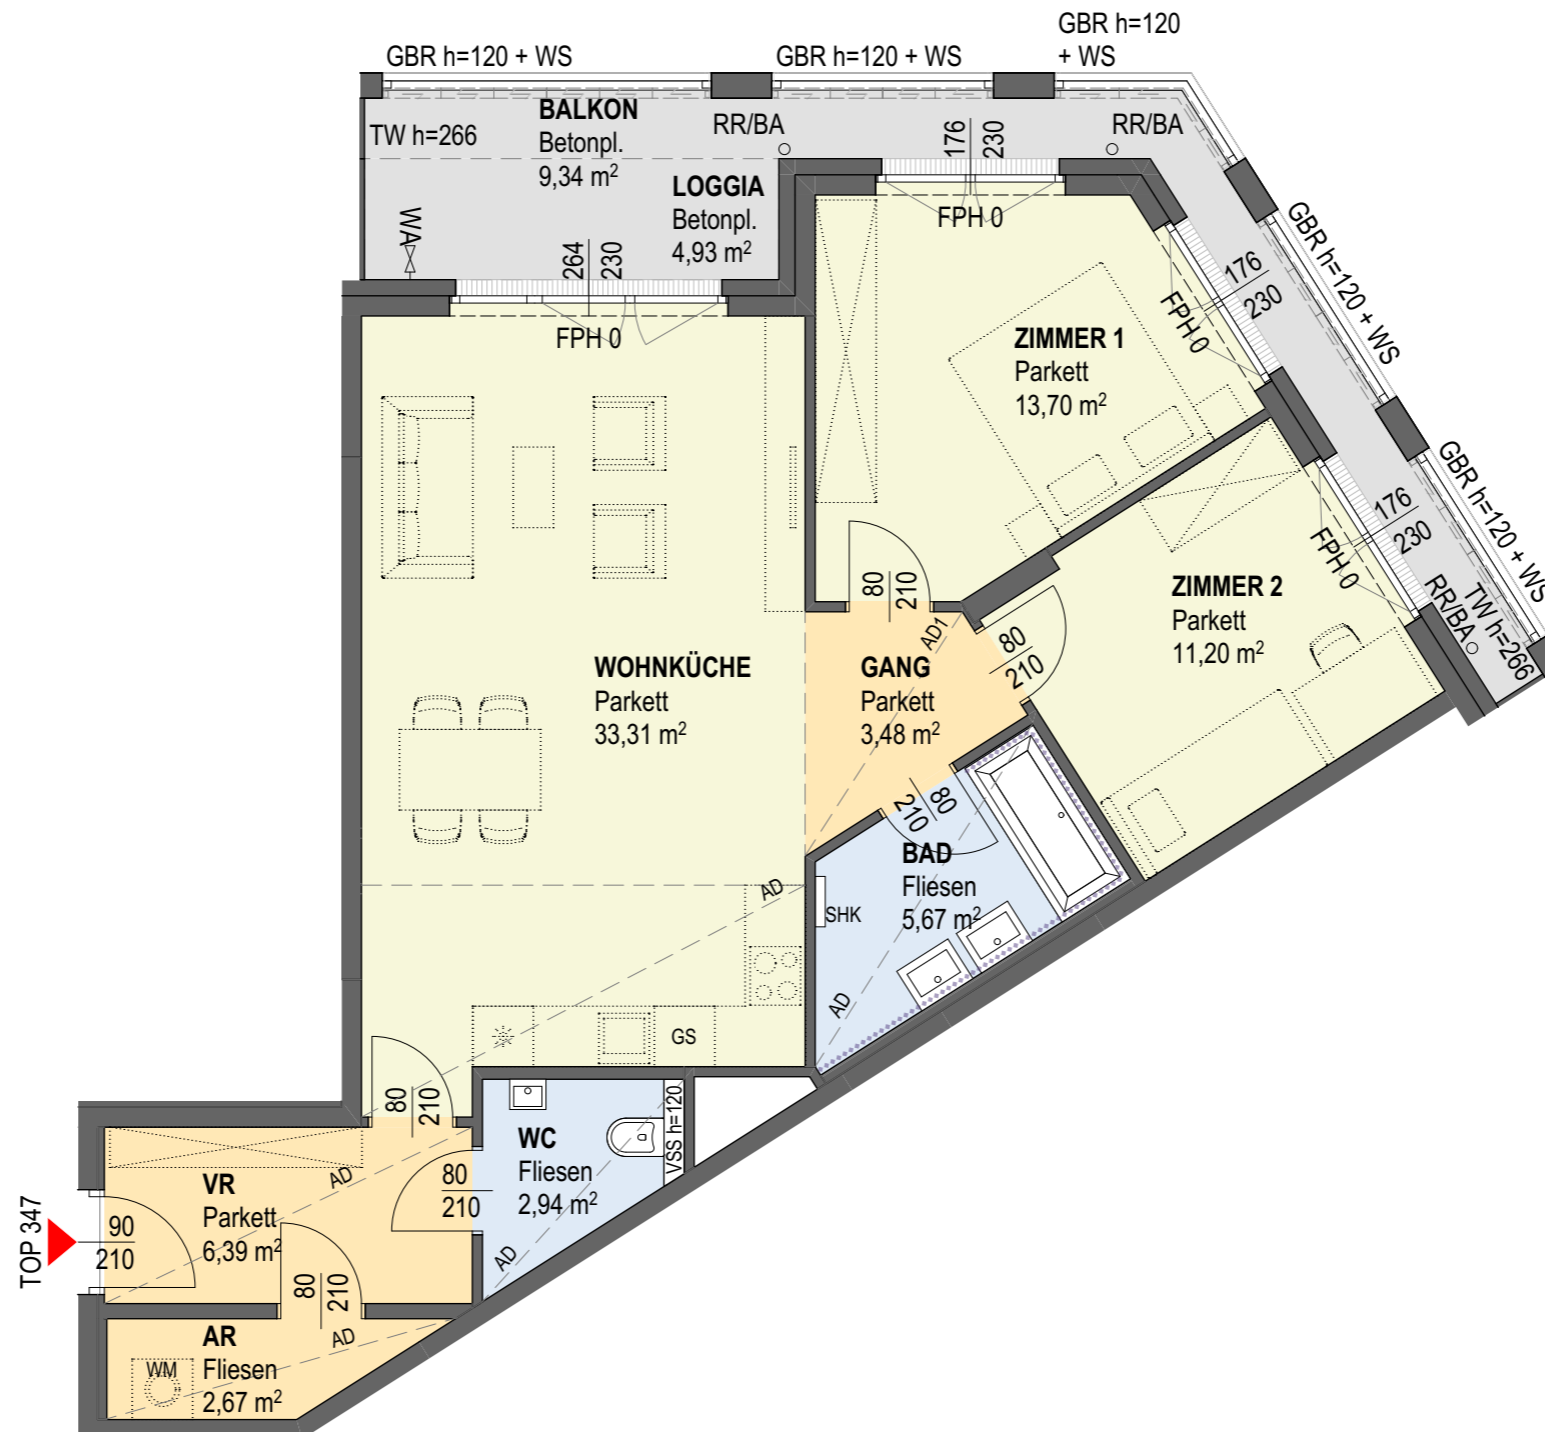 GBR h=120 + WS
GBR h=120 + WS
GBR h=120
+ WS
TW h=266
BALKON
Betonpl.
9,34 m²
RR/BA
176
230
RR/BA
LOGGIA
Betonpl.
4,93 m²
WA
264
230
FPH 0
FPH 0
GBR h=120 + WS
176
230
FPH 0
ZIMMER 1
Parkett
13,70 m²
GBR h=120 + WS
176
230
FPH 0
ZIMMER 2
Parkett
11,20 m²
RR/BA
TW h=266
80
210
AD1
80
210
WOHNKÜCHE
Parkett
33,31 m²
GANG
Parkett
3,48 m²
80
210
BAD
Fliesen
5,67 m²
SHK
AD
AD
GS
80
210
WC
Fliesen
2,94 m²
VSS h=120
AD
80
210
VR
Parkett
6,39 m²
AD
TOP 347
90
210
80
210
AR
Fliesen
2,67 m²
WM
AD